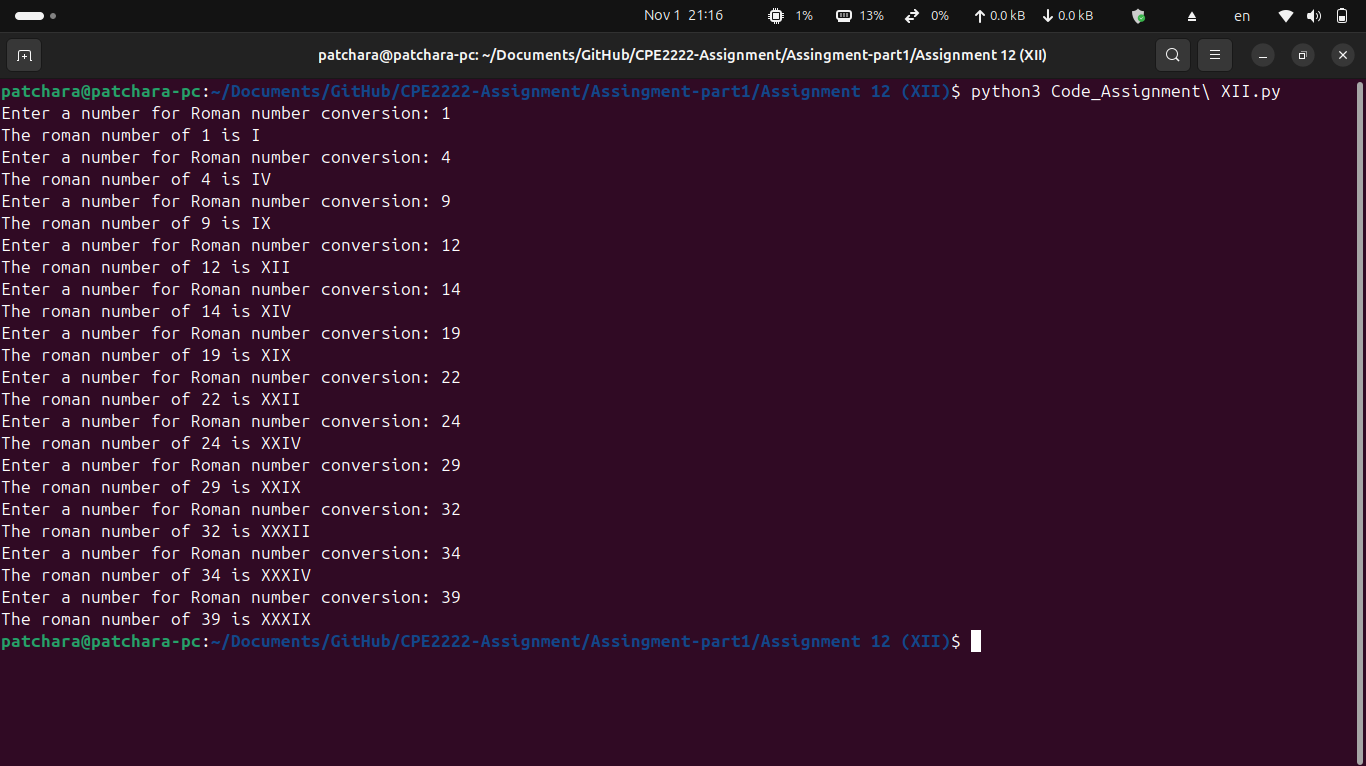 Nov 1 21:16 1% 13% 0% 0.0 kB 0.0 kB en
patchara@patchara-pc: ~/Documents/GitHub/CPE2222-Assignment/Assingment-part1/Assignment 12 (XII)
patchara@patchara-pc:~/Documents/GitHub/CPE2222-Assignment/Assingment-part1/Assignment 12 (XII)$ python3 Code_Assignment\ XII.py
Enter a number for Roman number conversion: 1
The roman number of 1 is I
Enter a number for Roman number conversion: 4
The roman number of 4 is IV
Enter a number for Roman number conversion: 9
The roman number of 9 is IX
Enter a number for Roman number conversion: 12
The roman number of 12 is XII
Enter a number for Roman number conversion: 14
The roman number of 14 is XIV
Enter a number for Roman number conversion: 19
The roman number of 19 is XIX
Enter a number for Roman number conversion: 22
The roman number of 22 is XXII
Enter a number for Roman number conversion: 24
The roman number of 24 is XXIV
Enter a number for Roman number conversion: 29
The roman number of 29 is XXIX
Enter a number for Roman number conversion: 32
The roman number of 32 is XXXII
Enter a number for Roman number conversion: 34
The roman number of 34 is XXXIV
Enter a number for Roman number conversion: 39
The roman number of 39 is XXXIX
patchara@patchara-pc:~/Documents/GitHub/CPE2222-Assignment/Assingment-part1/Assignment 12 (XII)$